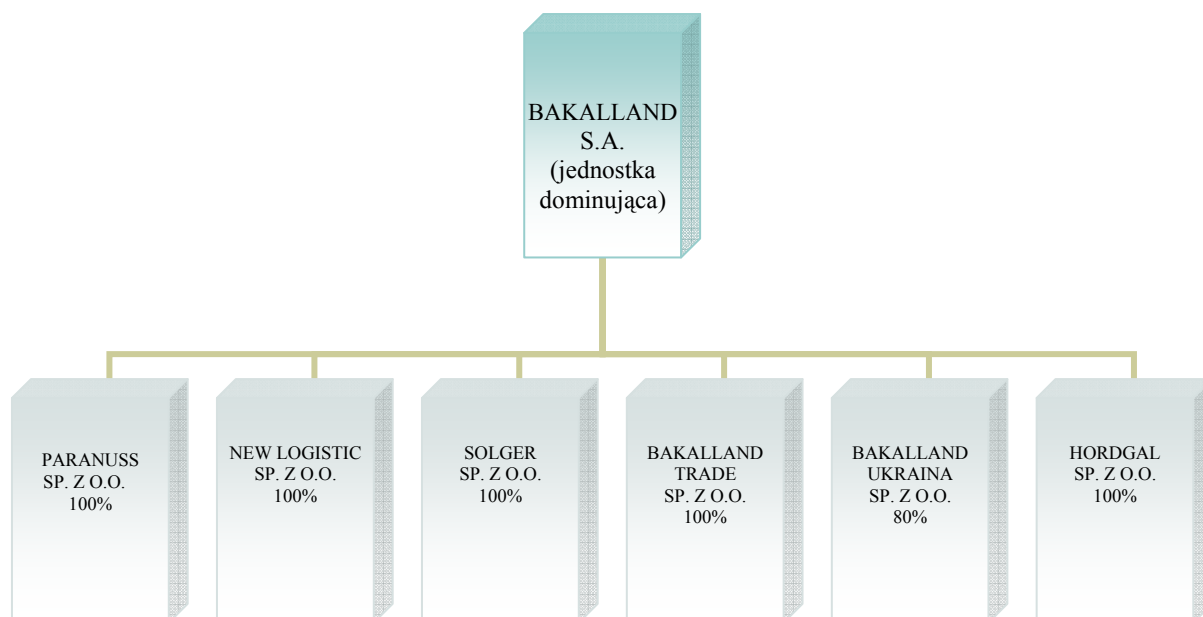 BAKALLAND
S.A.
(jednostka
dominująca)
PARANUSS
SP. Z O.O.
100%
NEW LOGISTIC
SP. Z O.O.
100%
SOLGER
SP. Z O.O.
100%
BAKALLAND
TRADE
SP. Z O.O.
100%
BAKALLAND
UKRAINA
SP. Z O.O.
80%
HORDGAL
SP. Z O.O.
100%